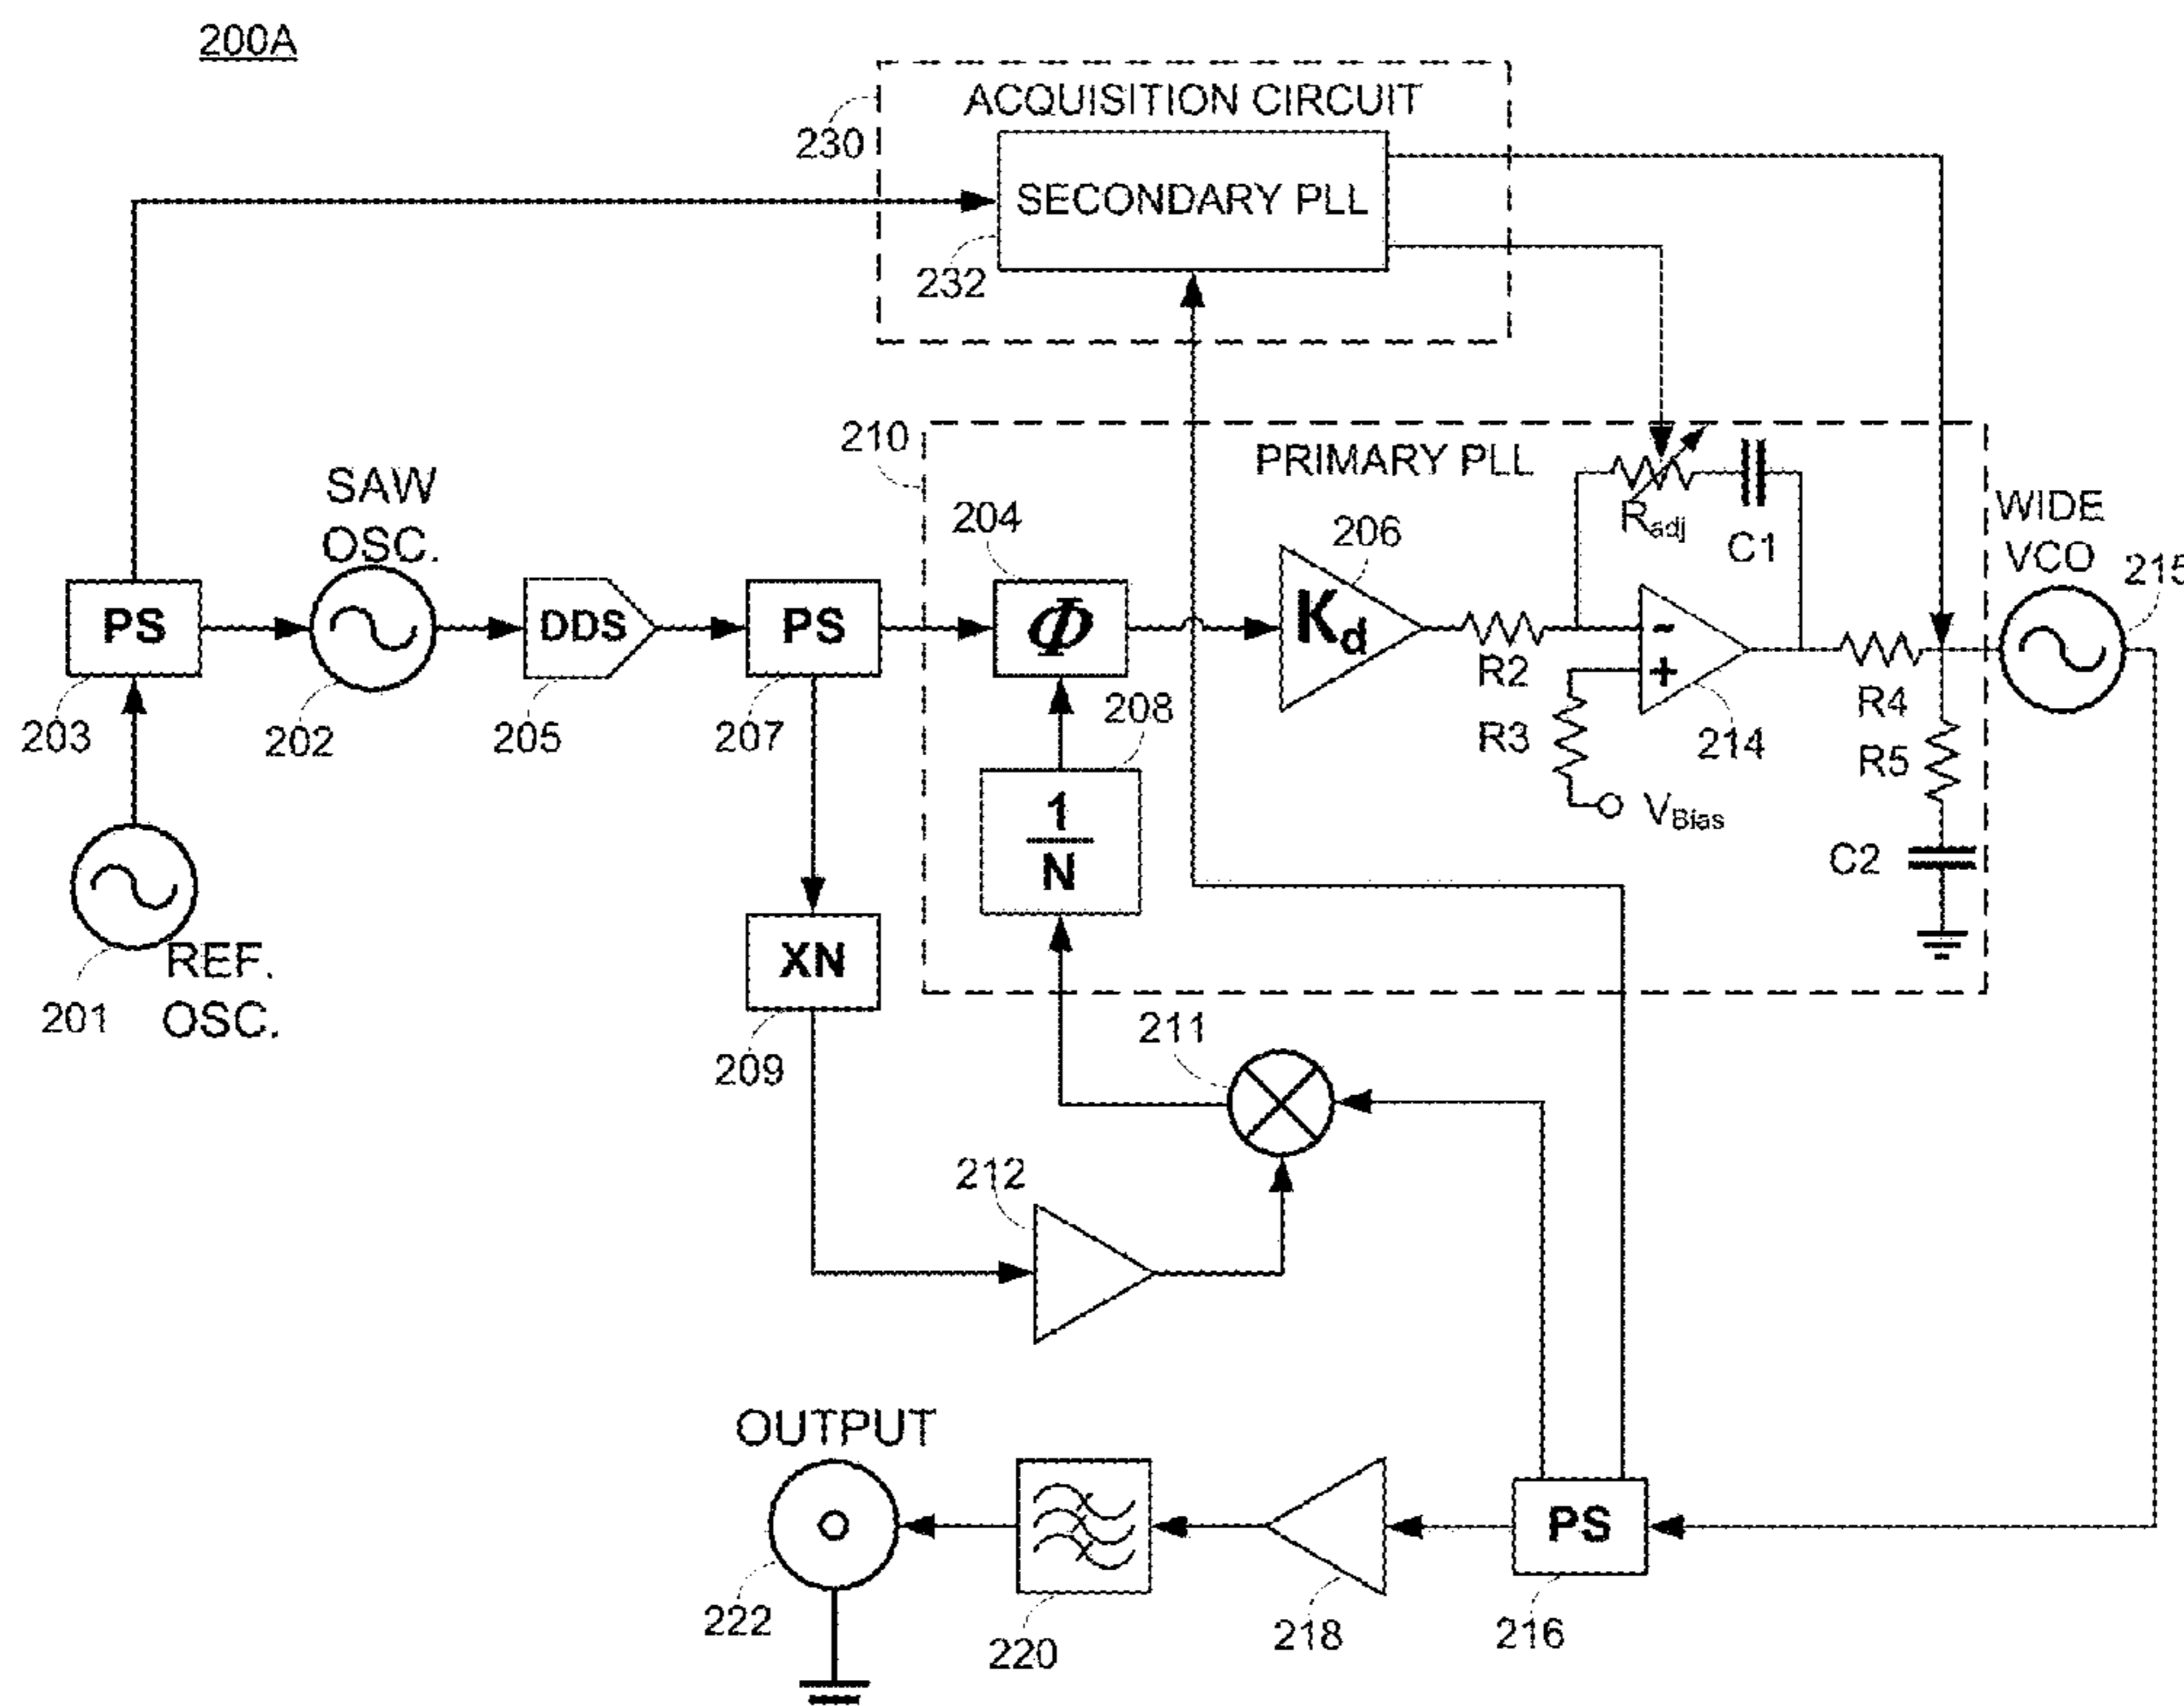 200A
ACQUISITION CIRCUIT
230
SECONDARY PLL
232
210
PRIMARY PLL
SAW
OSC.
204
206
Radj
C1
WIDE
VCO
215
PS
DDS
PS
Φ
Kd
-
+
R2
208
R4
203
202
205
207
R3
214
R5
1
N
VBias
C2
XN
REF.
OSC.
201
209
211
212
OUTPUT
PS
222
220
218
216